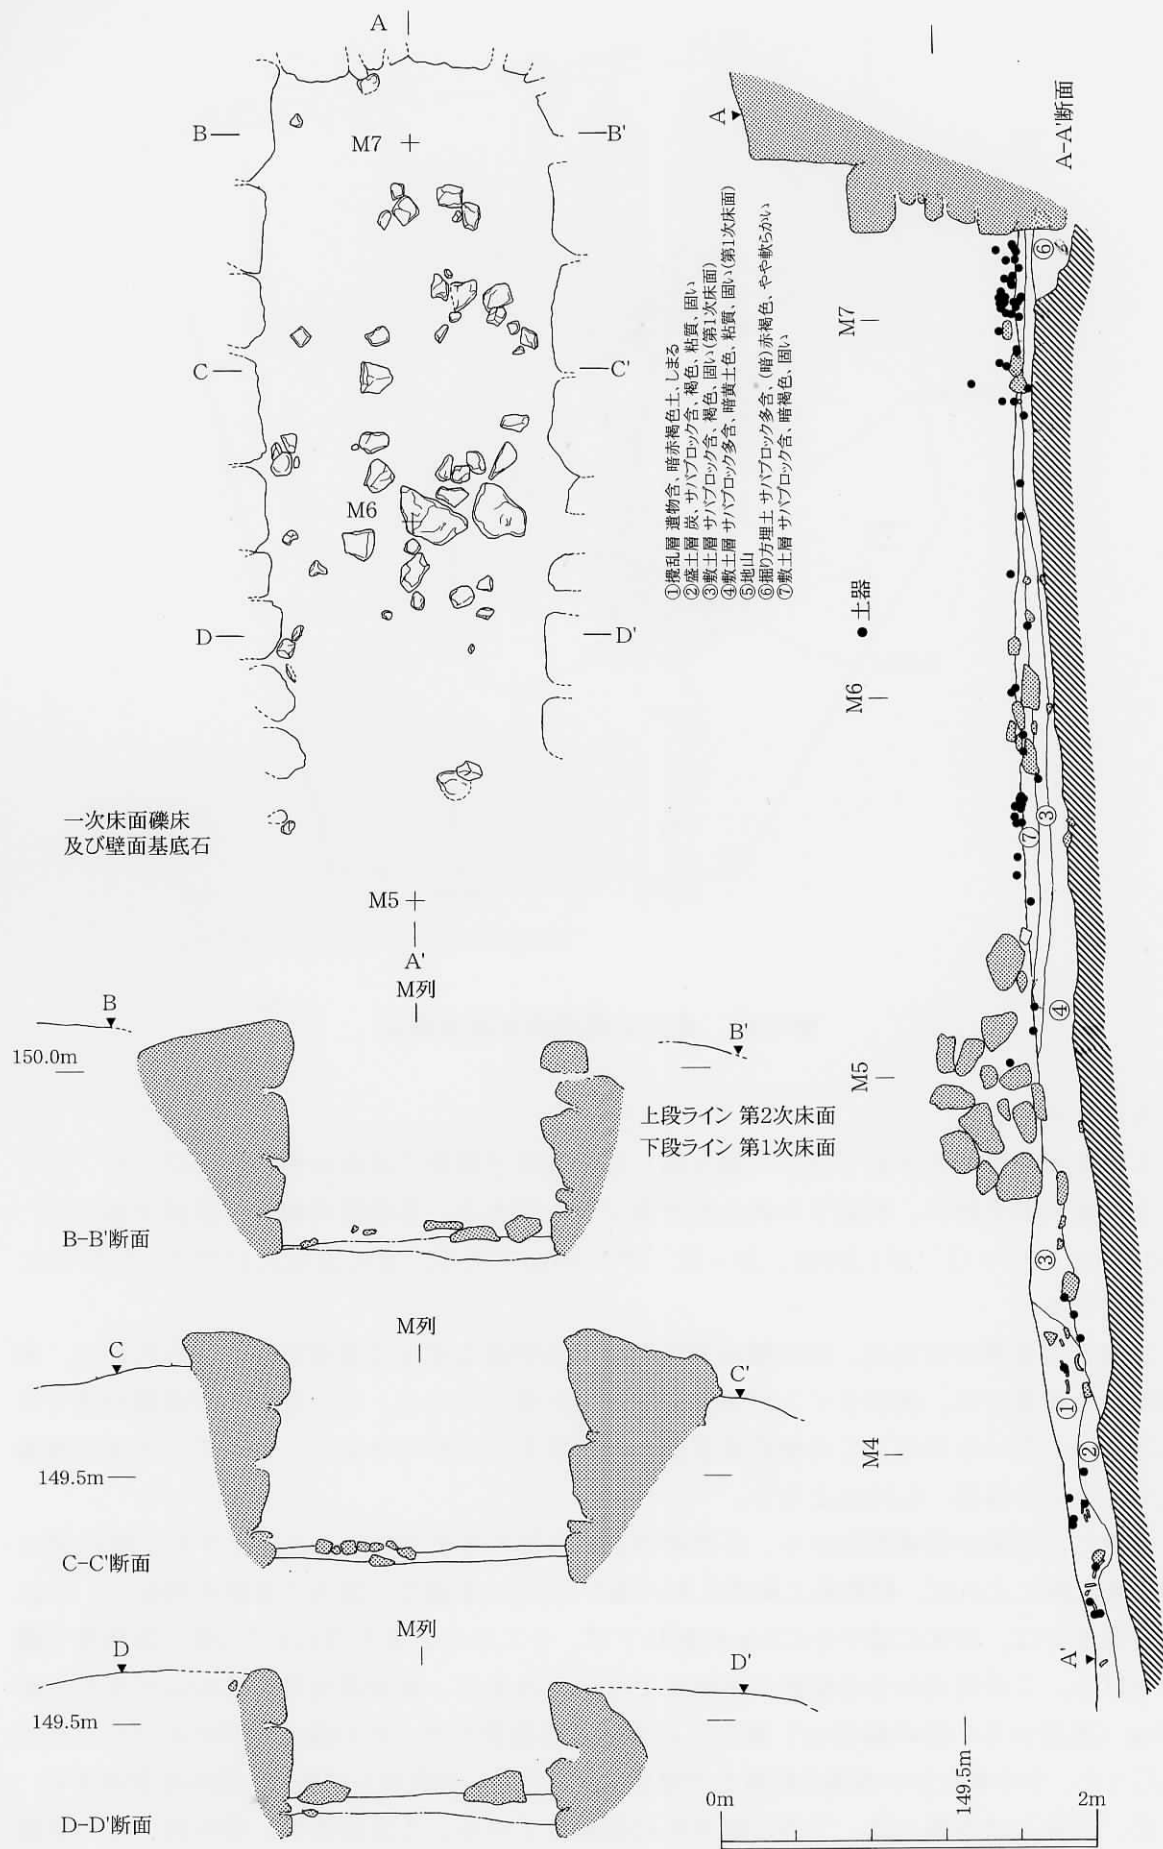 A
B
M7
B'
C
C'
M6
D
D'
一次床面礫床
及び壁面基底石
M5
A'
M列
B
150.0m
B'
上段ライン 第2次床面
下段ライン 第1次床面
B-B'断面
M列
C
C'
149.5m
C-C'断面
M列
D
D'
149.5m
D-D'断面
A
A-A'断面
①攪乱層 遺物含、暗赤褐色土、しまる
②盛土層 炭、サバブロック含、褐色、粘質、固い
③敷土層 サバブロック含、褐色、固い(第1次床面)
④敷土層 サバブロック多含、暗黄土色、粘質、固い(第1次床面)
⑤地山
⑥掘り方埋土 サバブロック多含、(暗)赤褐色、やや軟らかい
⑦敷土層 サバブロック含、暗褐色、固い
●土器
M7
M6
M5
M4
⑥
③
⑦
④
③
①
②
A'
149.5m
0m
2m